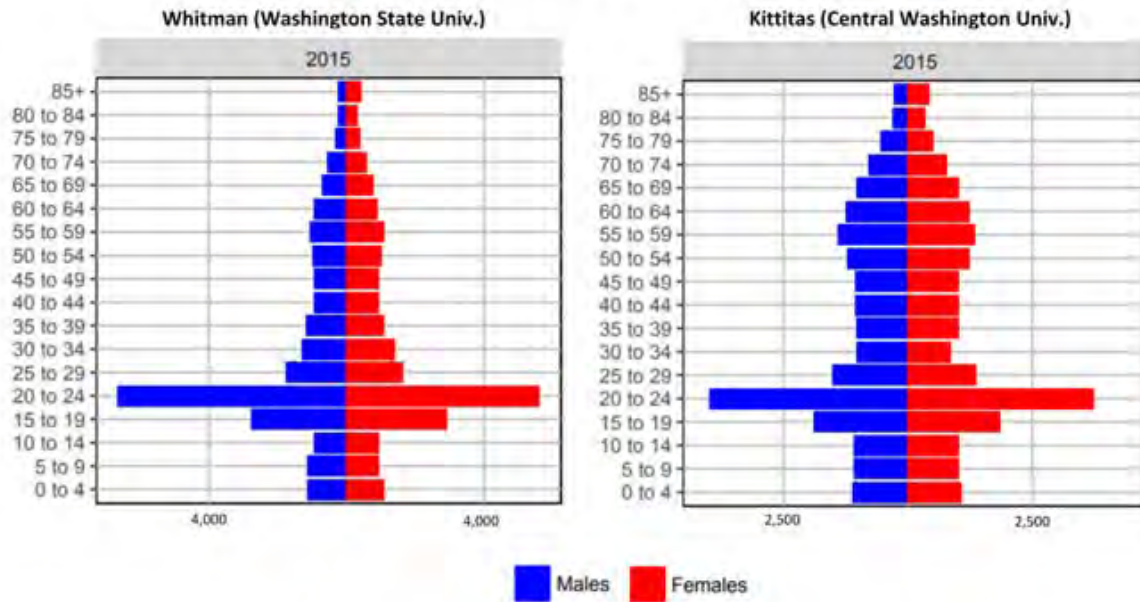 Whitman (Washington State Univ.)
2015
85+
80 to 84
75 to 79
70 to 74
65 to 69
60 to 64
55 to 59
50 to 54
45 to 49
40 to 44
35 to 39
30 to 34
25 to 29
20 to 24
15 to 19
10 to 14
5 to 9
0 to 4
4,000 4,000
Kittitas (Central Washington Univ.)
2015
85+
80 to 84
75 to 79
70 to 74
65 to 69
60 to 64
55 to 59
50 to 54
45 to 49
40 to 44
35 to 39
30 to 34
25 to 29
20 to 24
15 to 19
10 to 14
5 to 9
0 to 4
2,500 2,500
Males Females